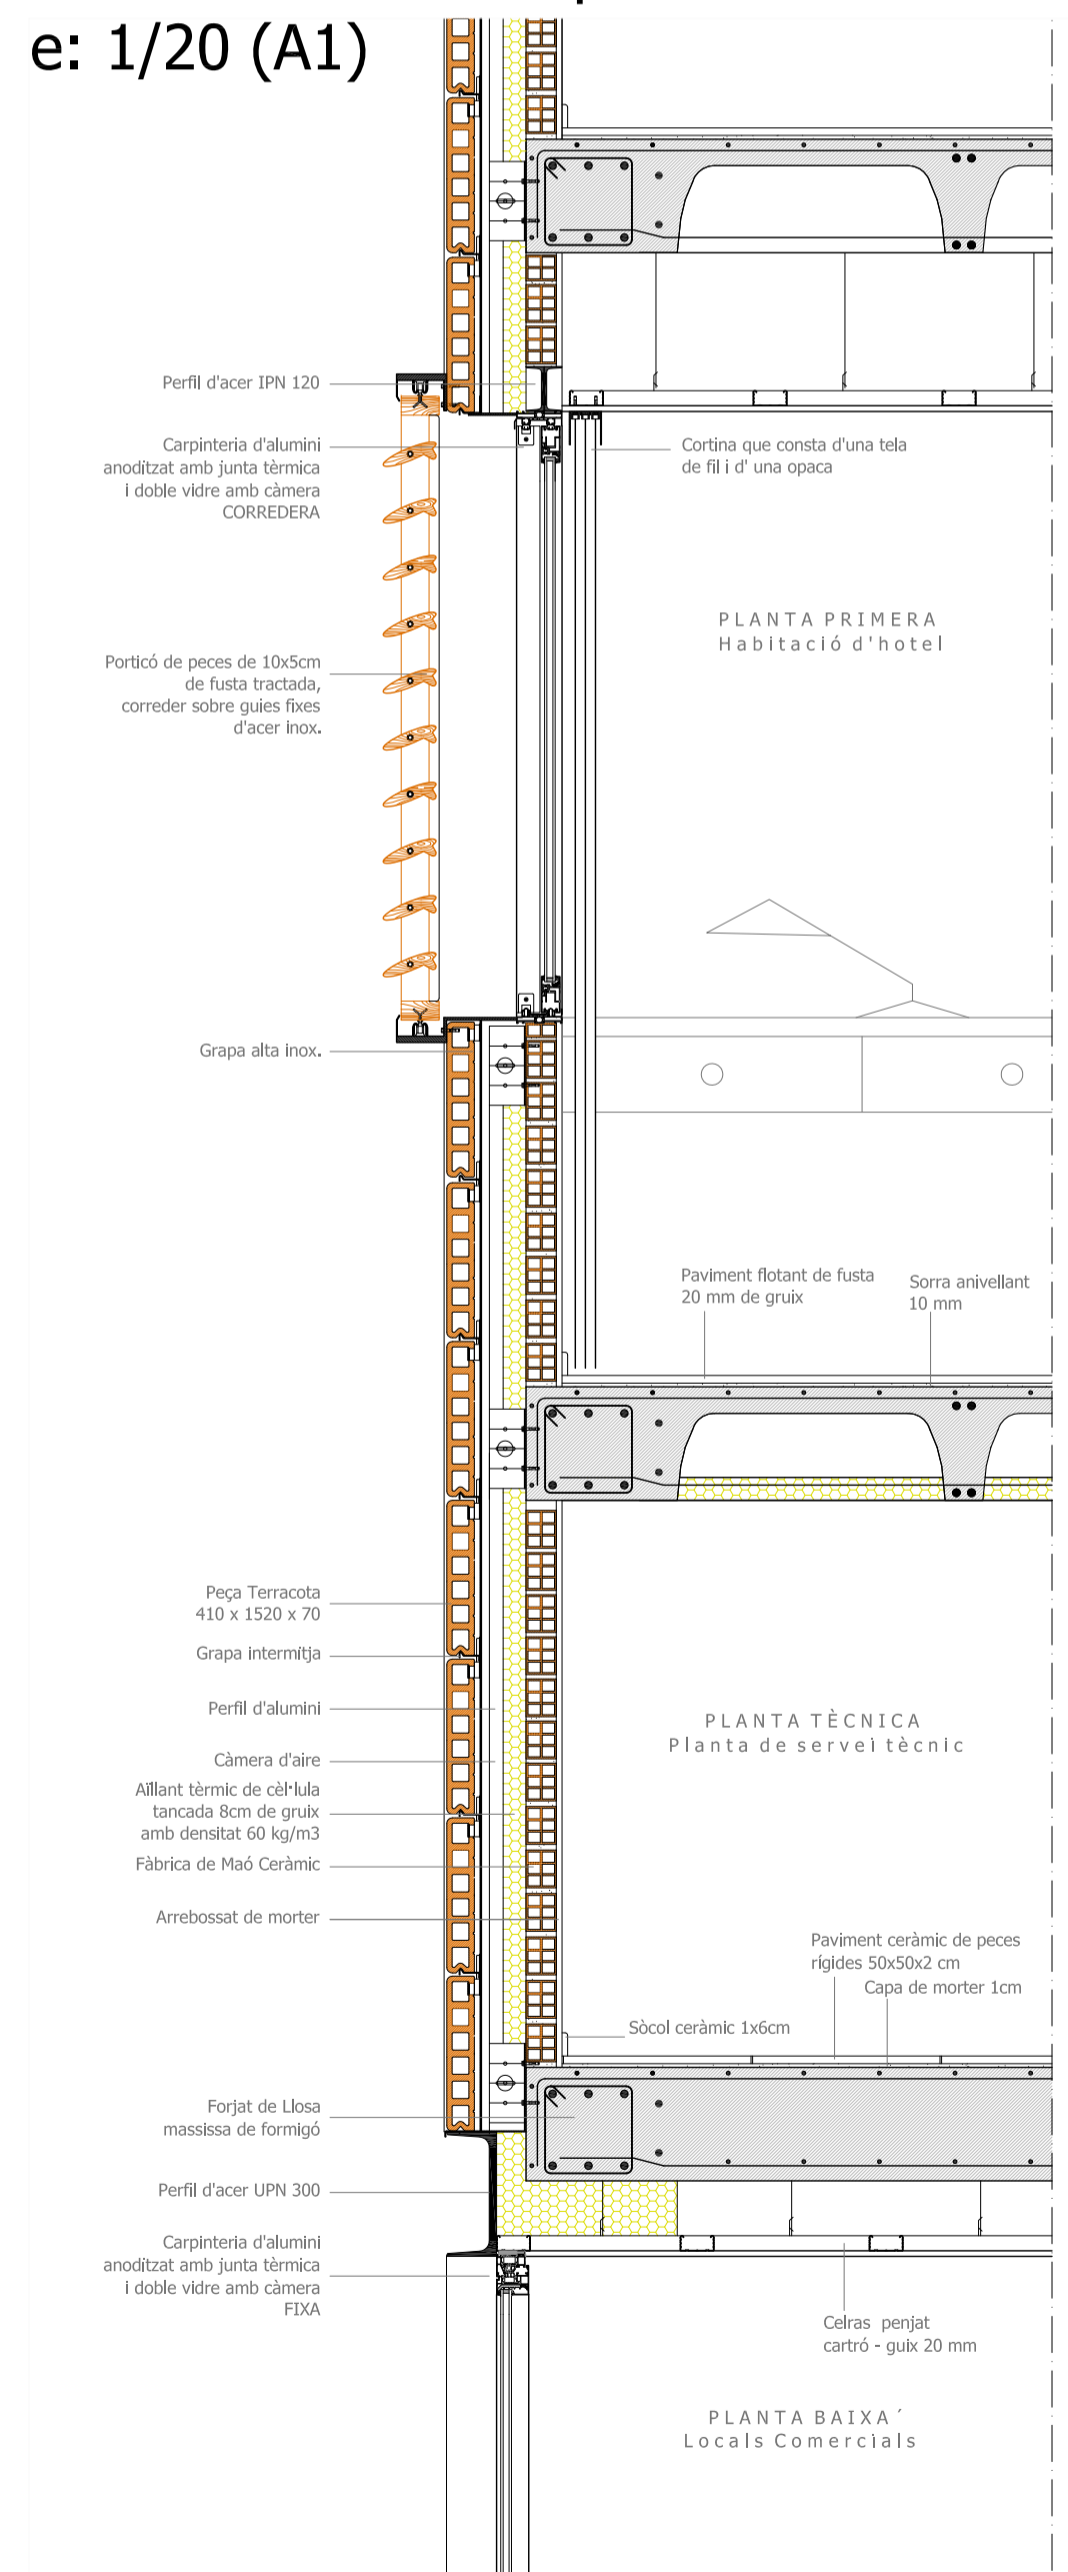 e: 1/20 (A1)
Perfil d'acer IPN 120
Carpinteria d'alumini
anoditzat amb junta tèrmica
i doble vidre amb càmera
CORREDERA
Cortina que consta d'una tela
de fil i d' una opaca
PLANTA PRIMERA
Habitació d'hotel
Porticó de peces de 10x5cm
de fusta tractada,
correder sobre guies fixes
d'acer inox.
Grapa alta inox.
Paviment flotant de fusta
20 mm de gruix
Sorra anivellant
10 mm
Peça Terracota
410 x 1520 x 70
Grapa intermitja
Perfil d'alumini
PLANTA TÈCNICA
Planta de servei tècnic
Càmera d'aire
Aïllant tèrmic de cèl·lula
tancada 8cm de gruix
amb densitat 60 kg/m3
Fàbrica de Maó Ceràmic
Arrebossat de morter
Paviment ceràmic de peces
rígides 50x50x2 cm
Capa de morter 1cm
Sòcol ceràmic 1x6cm
Forjat de Llosa
massissa de formigó
Perfil d'acer UPN 300
Carpinteria d'alumini
anoditzat amb junta tèrmica
i doble vidre amb càmera
FIXA
Celras penjat
cartró - guix 20 mm
PLANTA BAIXA´
Locals Comercials